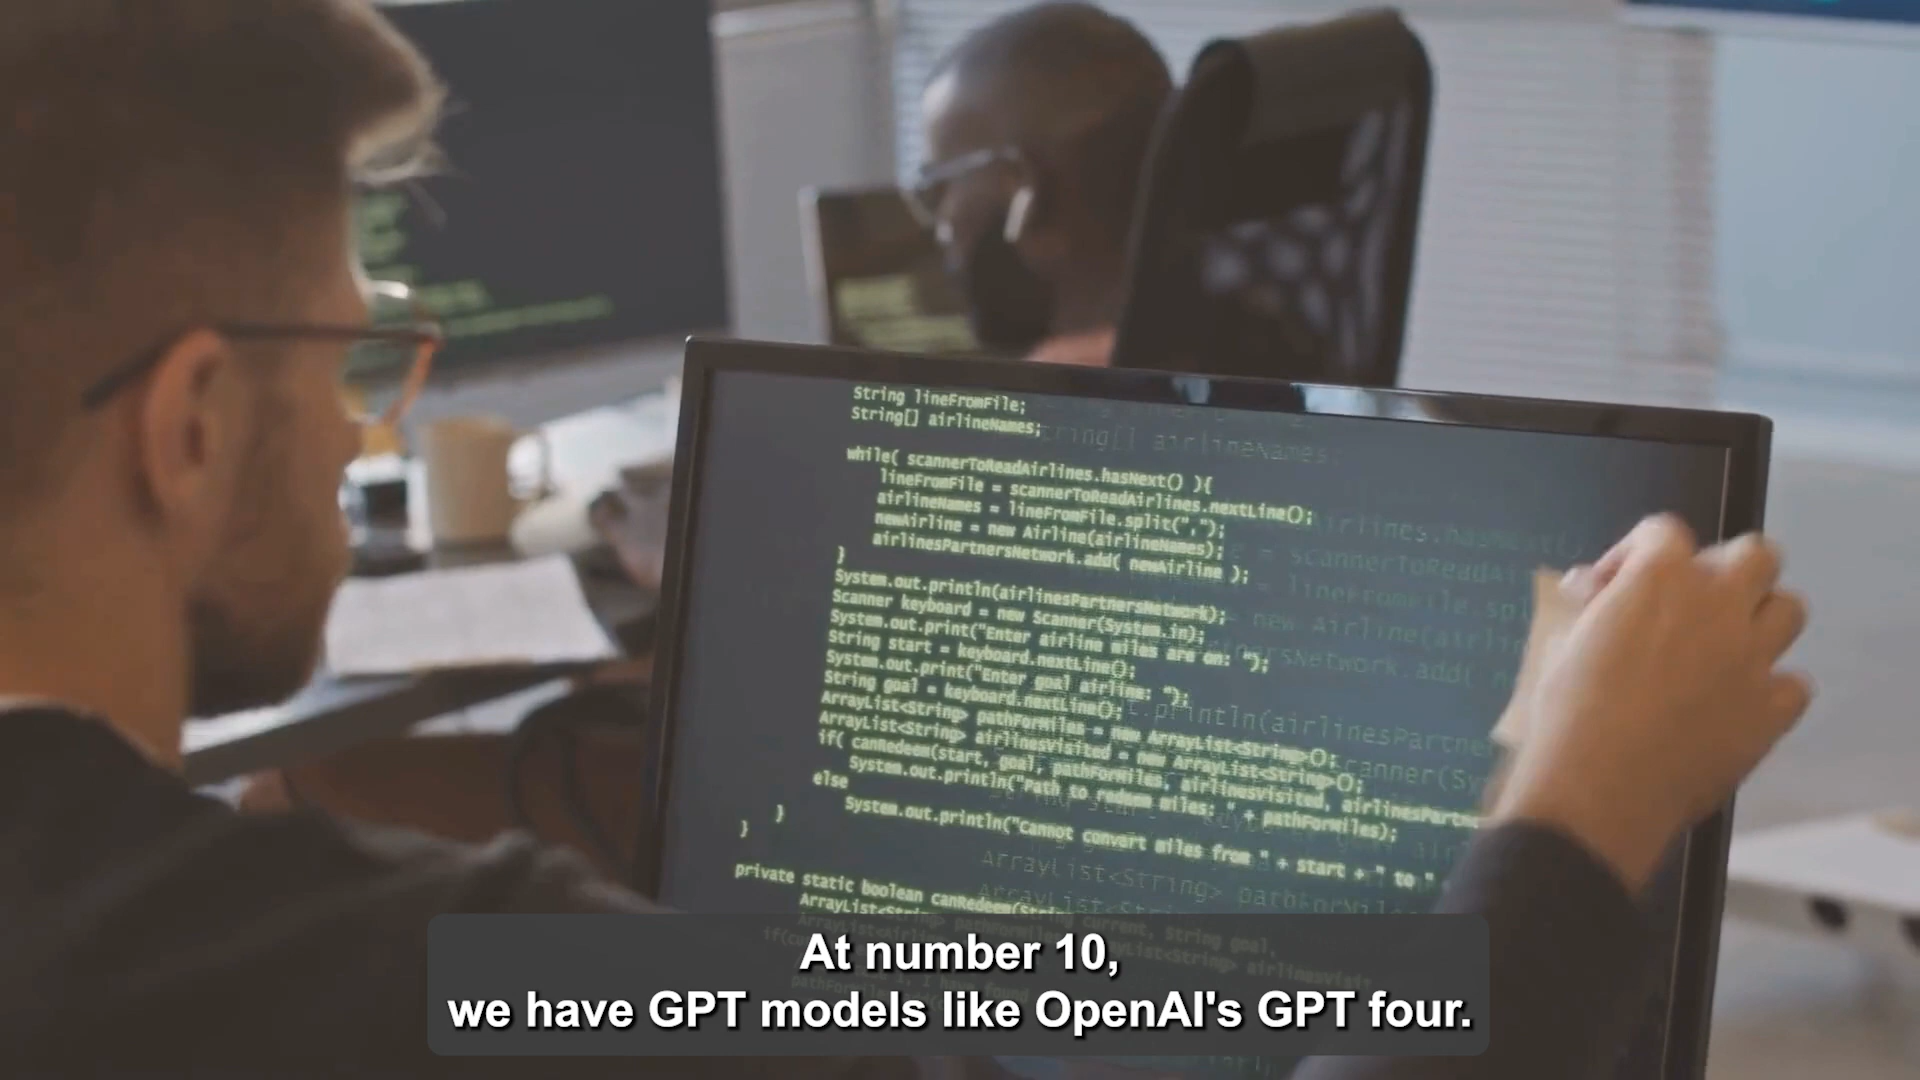 String lineFromFile;
String[] airlineNames;
while( scannerToReadAirlines.hasNext() ){
lineFromFile = scannerToReadAirlines.nextLine();
airlineNames = lineFromFile.split(",");
newAirline = new Airline(airlineNames);
airlinesPartnersNetwork.add( newAirline );
}
System.out.println(airlinesPartnersNetwork);
Scanner keyboard = new Scanner(System.in);
System.out.print("Enter airline miles are on: ");
String start = keyboard.nextLine();
System.out.print("Enter goal airline: ");
String goal = keyboard.nextLine();
ArrayList<String> pathForMiles = new ArrayList<String>();
ArrayList<String> airlinesVisited = new ArrayList<String>();
if( canRedeem(start, goal, pathForMiles, airlinesVisited, airlinesPartne
System.out.println("Path to redeem miles: " + pathForMiles);
else
System.out.println("Cannot convert miles from " + start + " to "
}
}
private static boolean canRedeem(String current, String goal,
At number 10,
we have GPT models like OpenAI's GPT four.